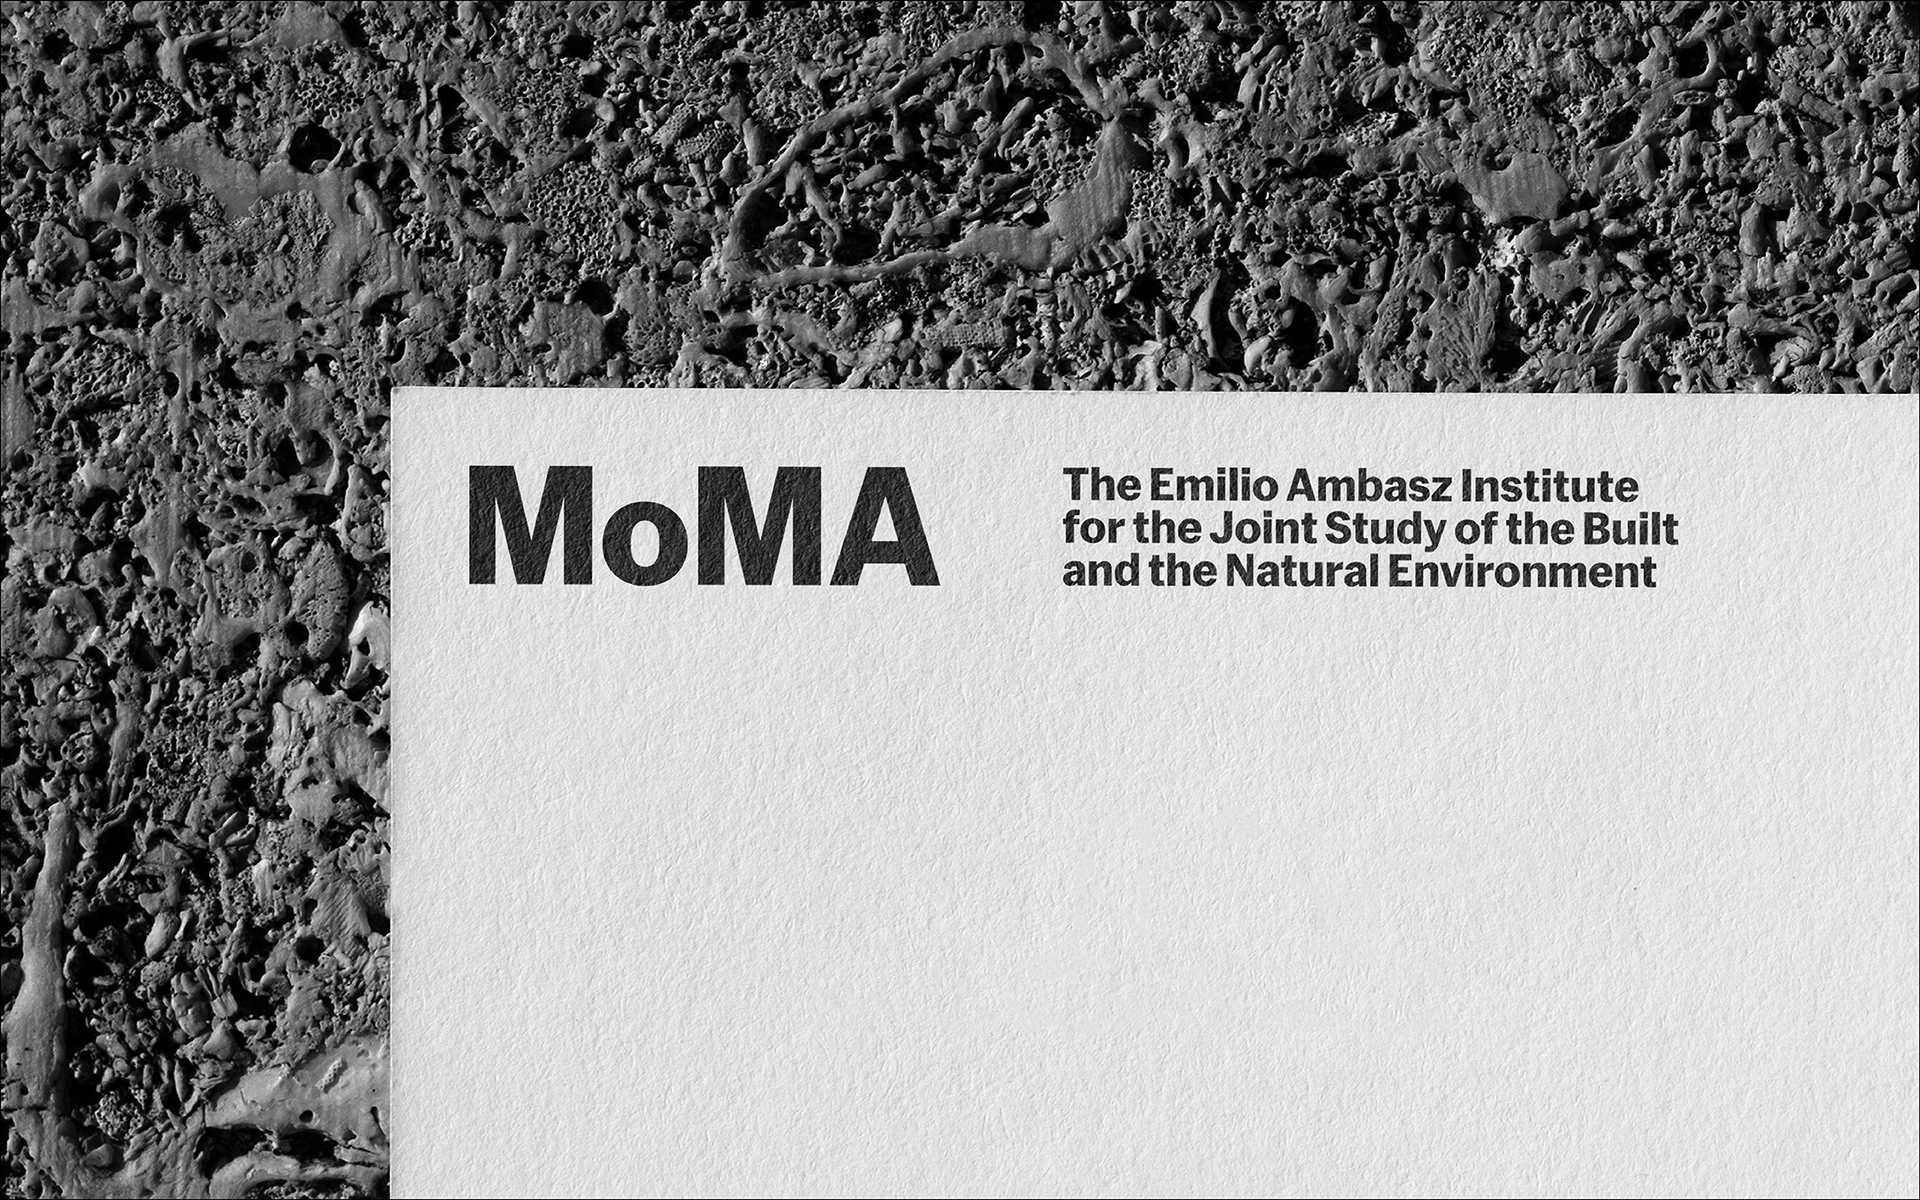 MoMA
The Emilio Ambasz Institute
for the Joint Study of the Built
and the Natural Environment